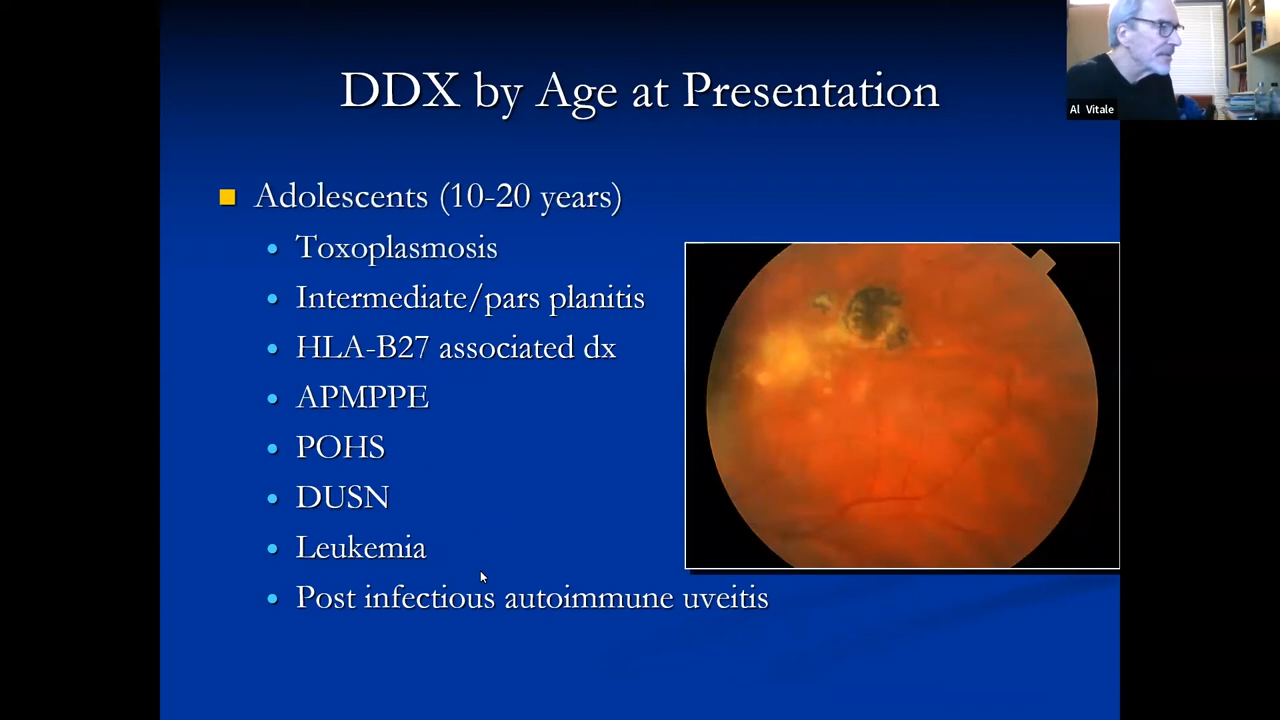 DDX by Age at Presentation
Al Vitale
Adolescents (10-20 years)
Toxoplasmosis
Intermediate/pars planitis
HLA-B27 associated dx
APMPPE
POHS
DUSN
Leukemia
Post infectious autoimmune uveitis